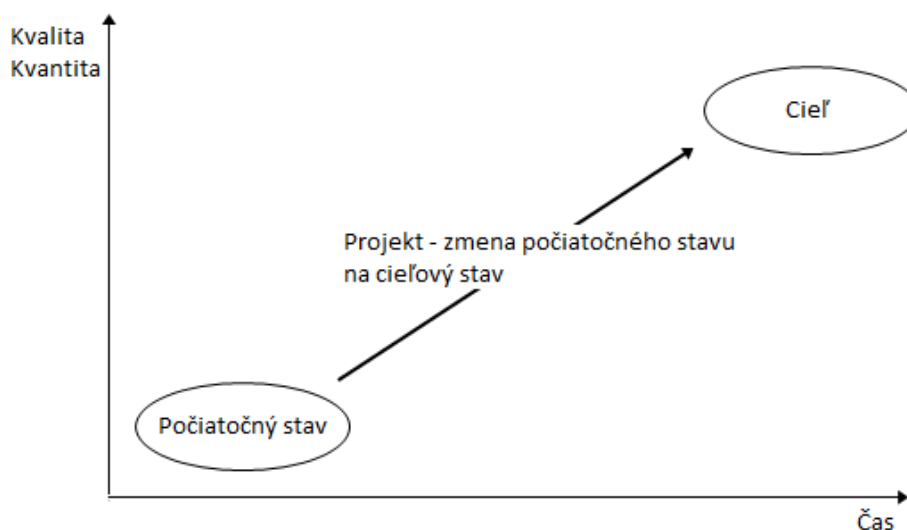 Kvalita
Kvantita
Cieľ
Projekt - zmena počiatočného stavu
na cieľový stav
Počiatočný stav
Čas